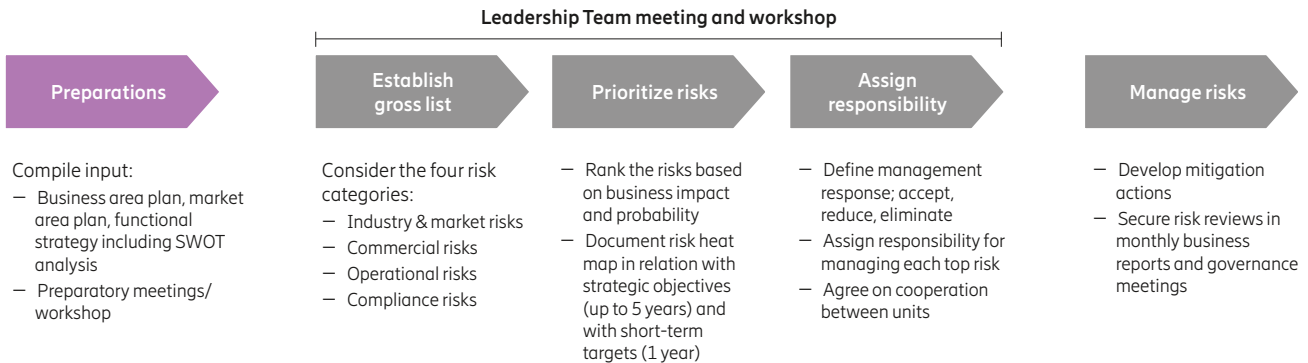 Leadership Team meeting and workshop
Preparations
Establish
gross list
Prioritize risks
Assign
responsibility
Manage risks
Compile input:
— Business area plan, market
area plan, functional
strategy including SWOT
analysis
— Preparatory meetings/
workshop
Consider the four risk
categories:
— Industry & market risks
— Commercial risks
— Operational risks
— Compliance risks
— Rank the risks based
on business impact
and probability
— Document risk heat
map in relation with
strategic objectives
(up to 5 years) and
with short-term
targets (1 year)
— Define management
response; accept,
reduce, eliminate
— Assign responsibility for
managing each top risk
— Agree on cooperation
between units
— Develop mitigation
actions
— Secure risk reviews in
monthly business
reports and governance
meetings